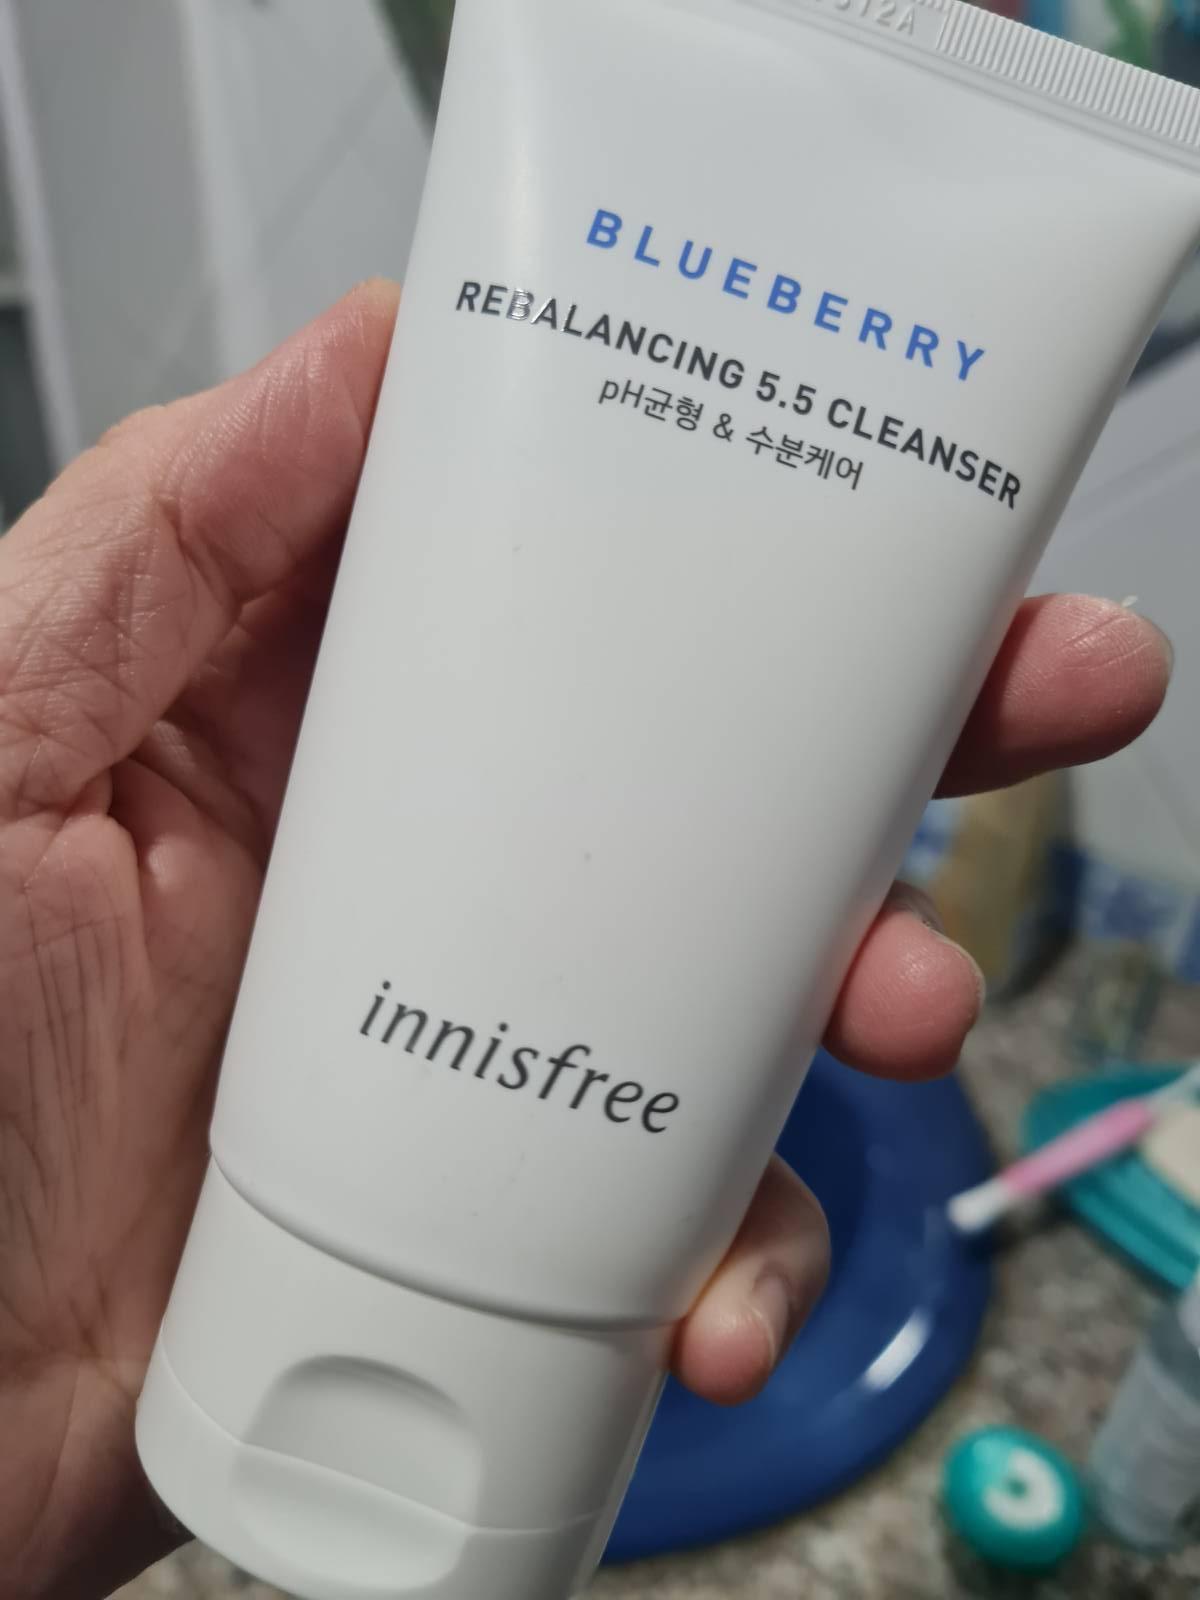 BLUEBERRY
REBALANCING 5.5 CLEANSER
pH균형 & 수분케어
innisfree